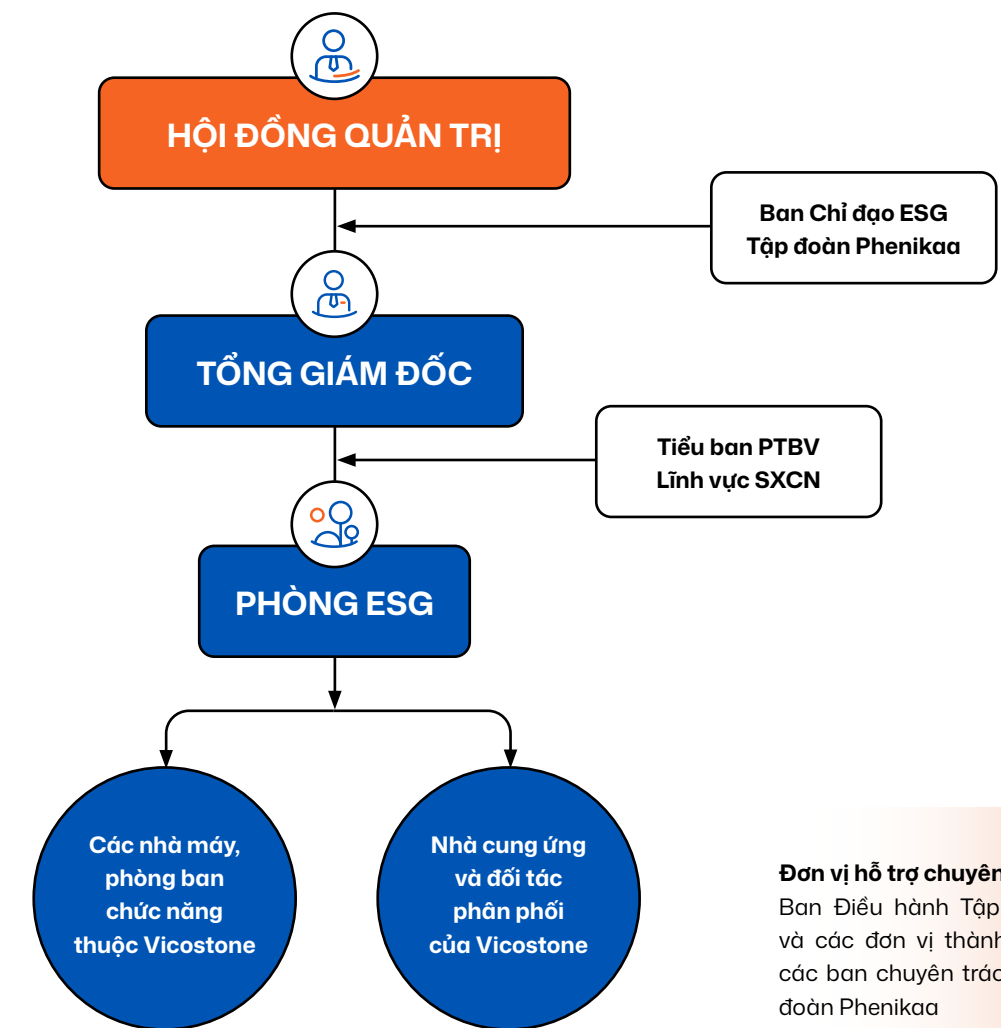 HỘI ĐỒNG QUẢN TRỊ
Ban Chỉ đạo ESG
Tập đoàn Phenikaa
TỔNG GIÁM ĐỐC
Tiểu ban PTBV
Lĩnh vực SXCN
PHÒNG ESG
Các nhà máy,
phòng ban
chức năng
thuộc Vicostone
Nhà cung ứng
và đối tác
phân phối
của Vicostone
Đơn vị hỗ trợ chuyên
Ban Điều hành Tập
và các đơn vị thành
các ban chuyên trác
đoàn Phenikaa